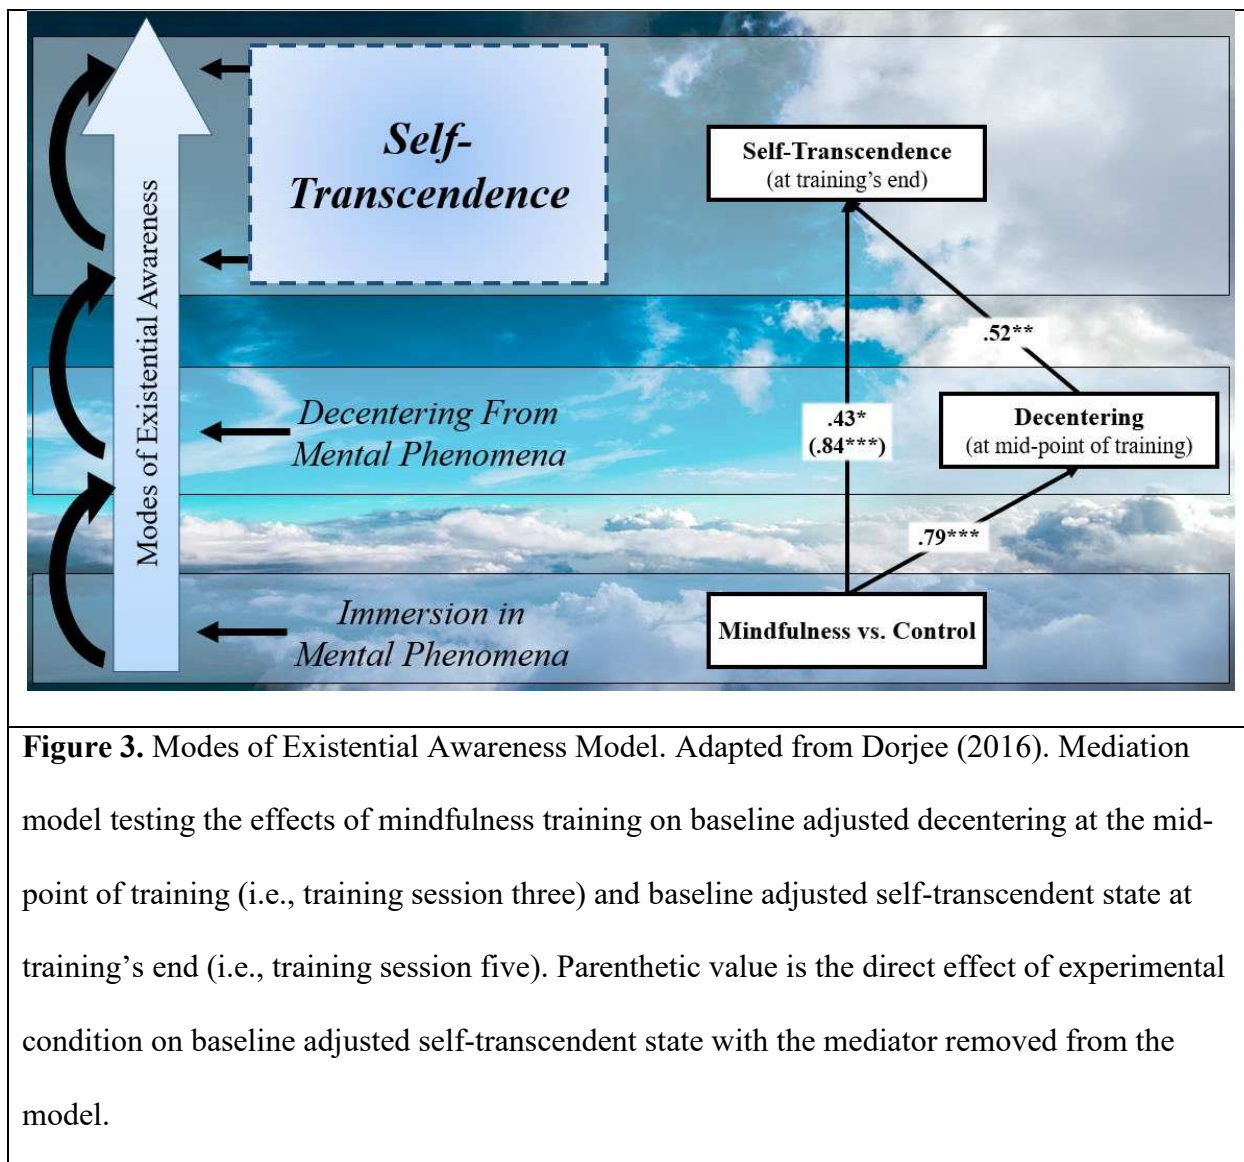 Modes of Existential Awareness
Self-
Transcendence
Decentering From
Mental Phenomena
Immersion in
Mental Phenomena
Self-Transcendence
(at training’s end)
.52**
.43*
(.84***)
Decentering
(at mid-point of training)
.79***
Mindfulness vs. Control
Figure 3. Modes of Existential Awareness Model. Adapted from Dorjee (2016). Mediation
model testing the effects of mindfulness training on baseline adjusted decentering at the mid-
point of training (i.e., training session three) and baseline adjusted self-transcendent state at
training’s end (i.e., training session five). Parenthetic value is the direct effect of experimental
condition on baseline adjusted self-transcendent state with the mediator removed from the
model.